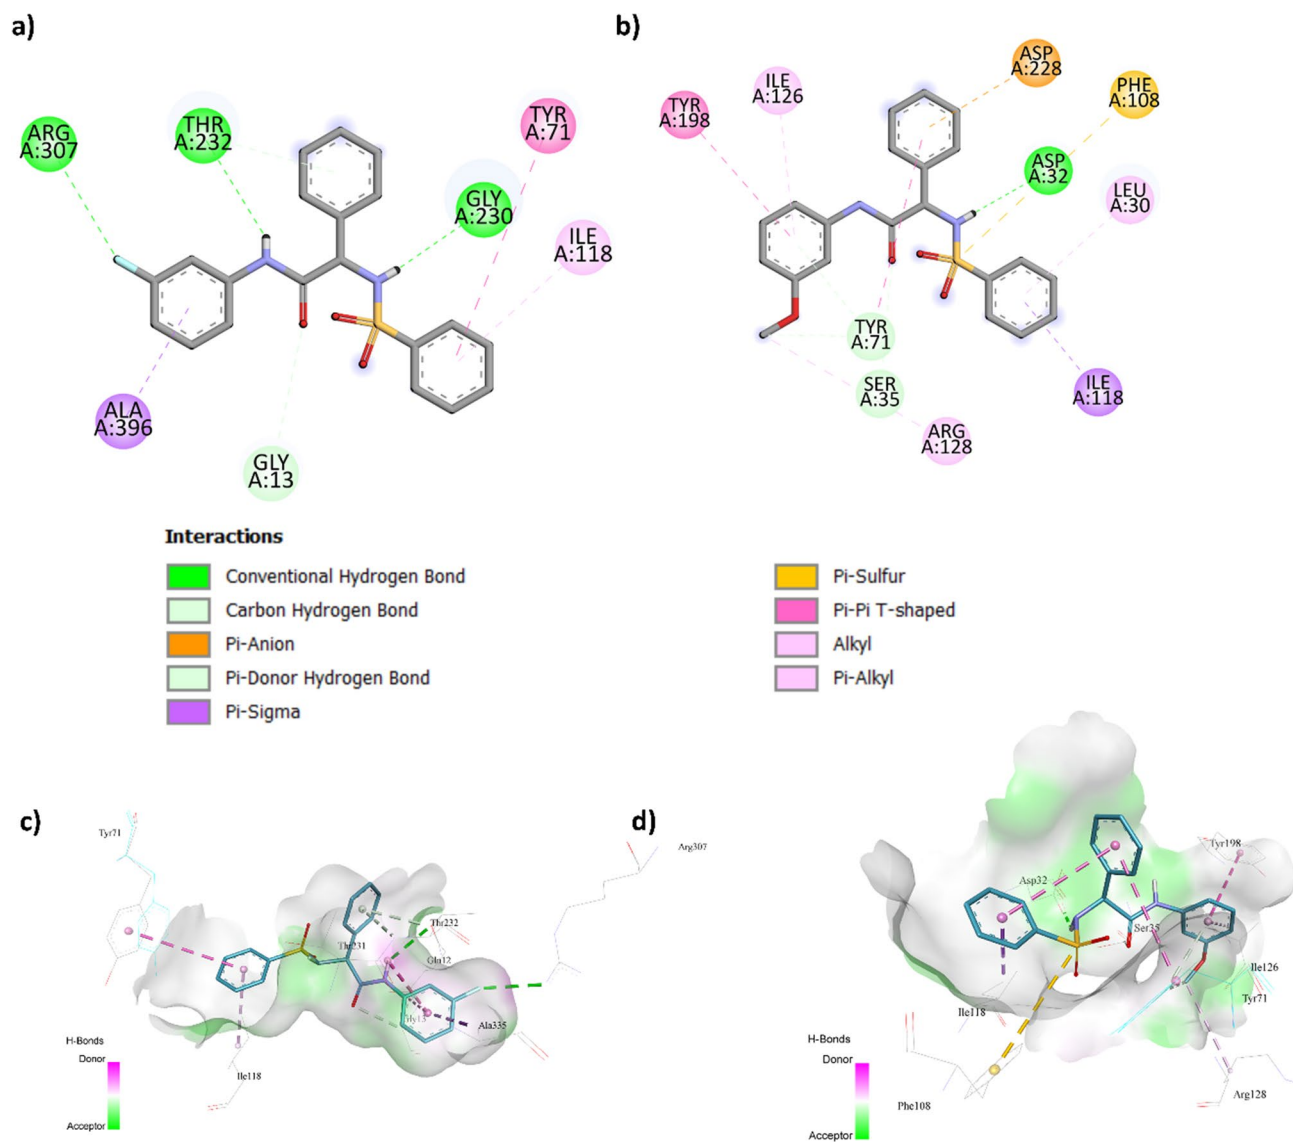 a)
ARG
A:307
THR
A:232
TYR
A:71
GLY
A:230
ILE
A:118
ALA
A:396
GLY
A:13
b)
ASP
A:228
PHE
A:108
ILE
A:126
TYR
A:198
ASP
A:32
LEU
A:30
TYR
A:71
SER
A:35
ARG
A:128
ILE
A:118
Interactions
Conventional Hydrogen Bond
Carbon Hydrogen Bond
Pi-Anion
Pi-Donor Hydrogen Bond
Pi-Sigma
Pi-Sulfur
Pi-Pi T-shaped
Alkyl
Pi-Alkyl
c)
Tyr71
Arg307
Thr232
Thr231
Gln12
Gly13
Ala335
Ile118
H-Bonds
Donor
Acceptor
d)
Tyr198
Asp32
Ser35
Ile126
Tyr71
Ile118
Phe108
Arg128
H-Bonds
Donor
Acceptor